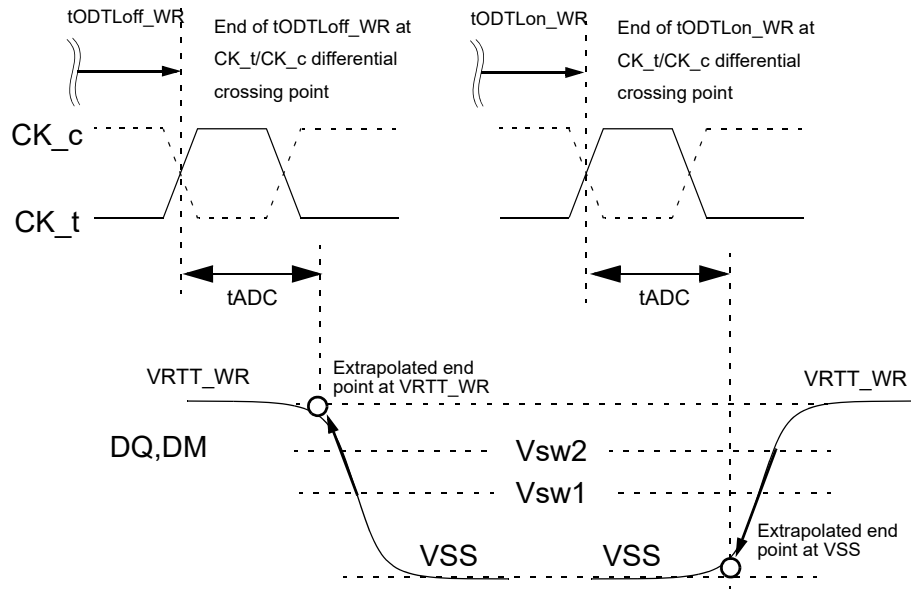 tODTLoff_WR
End of tODTLoff_WR at
CK_t/CK_c differential
crossing point
tODTLon_WR
End of tODTLon_WR at
CK_t/CK_c differential
crossing point
CK_c
CK_t
tADC
tADC
VRTT_WR
Extrapolated end
point at VRTT_WR
VRTT_WR
DQ,DM
Vsw2
Vsw1
VSS
VSS
Extrapolated end
point at VSS